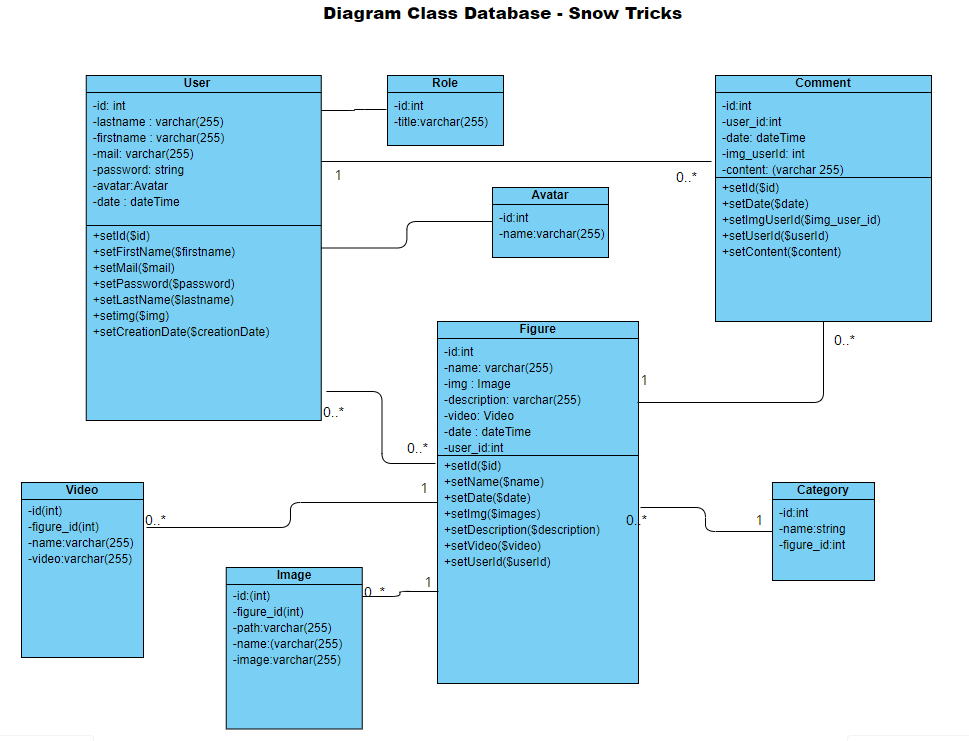 Diagram Class Database - Snow Tricks
User
-id: int
-lastname : varchar(255)
-firstname : varchar(255)
-mail: varchar(255)
-password: string
-avatar:Avatar
-date : dateTime
+setId($id)
+setFirstName($firstname)
+setMail($mail)
+setPassword($password)
+setLastName($lastname)
+setimg($img)
+setCreationDate($creationDate)
Role
-id:int
-title:varchar(255)
Comment
-id:int
-user_id:int
-date: dateTime
-img_userId: int
-content: (varchar 255)
+setId($id)
+setDate($date)
+setImgUserId($img_user_id)
+setUserId($userId)
+setContent($content)
1
0..*
Avatar
-id:int
-name:varchar(255)
0..*
1
Figure
-id:int
-name: varchar(255)
-img : Image
-description: varchar(255)
-video: Video
-date : dateTime
-user_id:int
+setId($id)
+setName($name)
+setDate($date)
+setImg($images)
+setDescription($description)
+setVideo($video)
+setUserId($userId)
0..*
0..*
Video
-id(int)
-figure_id(int)
-name:varchar(255)
-video:varchar(255)
0..*
1
Category
-id:int
-name:string
-figure_id:int
0..*
1
Image
-id:(int)
-figure_id(int)
-path:varchar(255)
-name:(varchar(255)
-image:varchar(255)
0..*
1